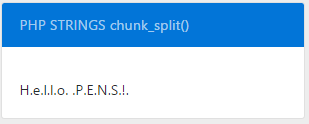 PHP STRINGS chunk_split()
H.e.l.l.o. .P.E.N.S.!.